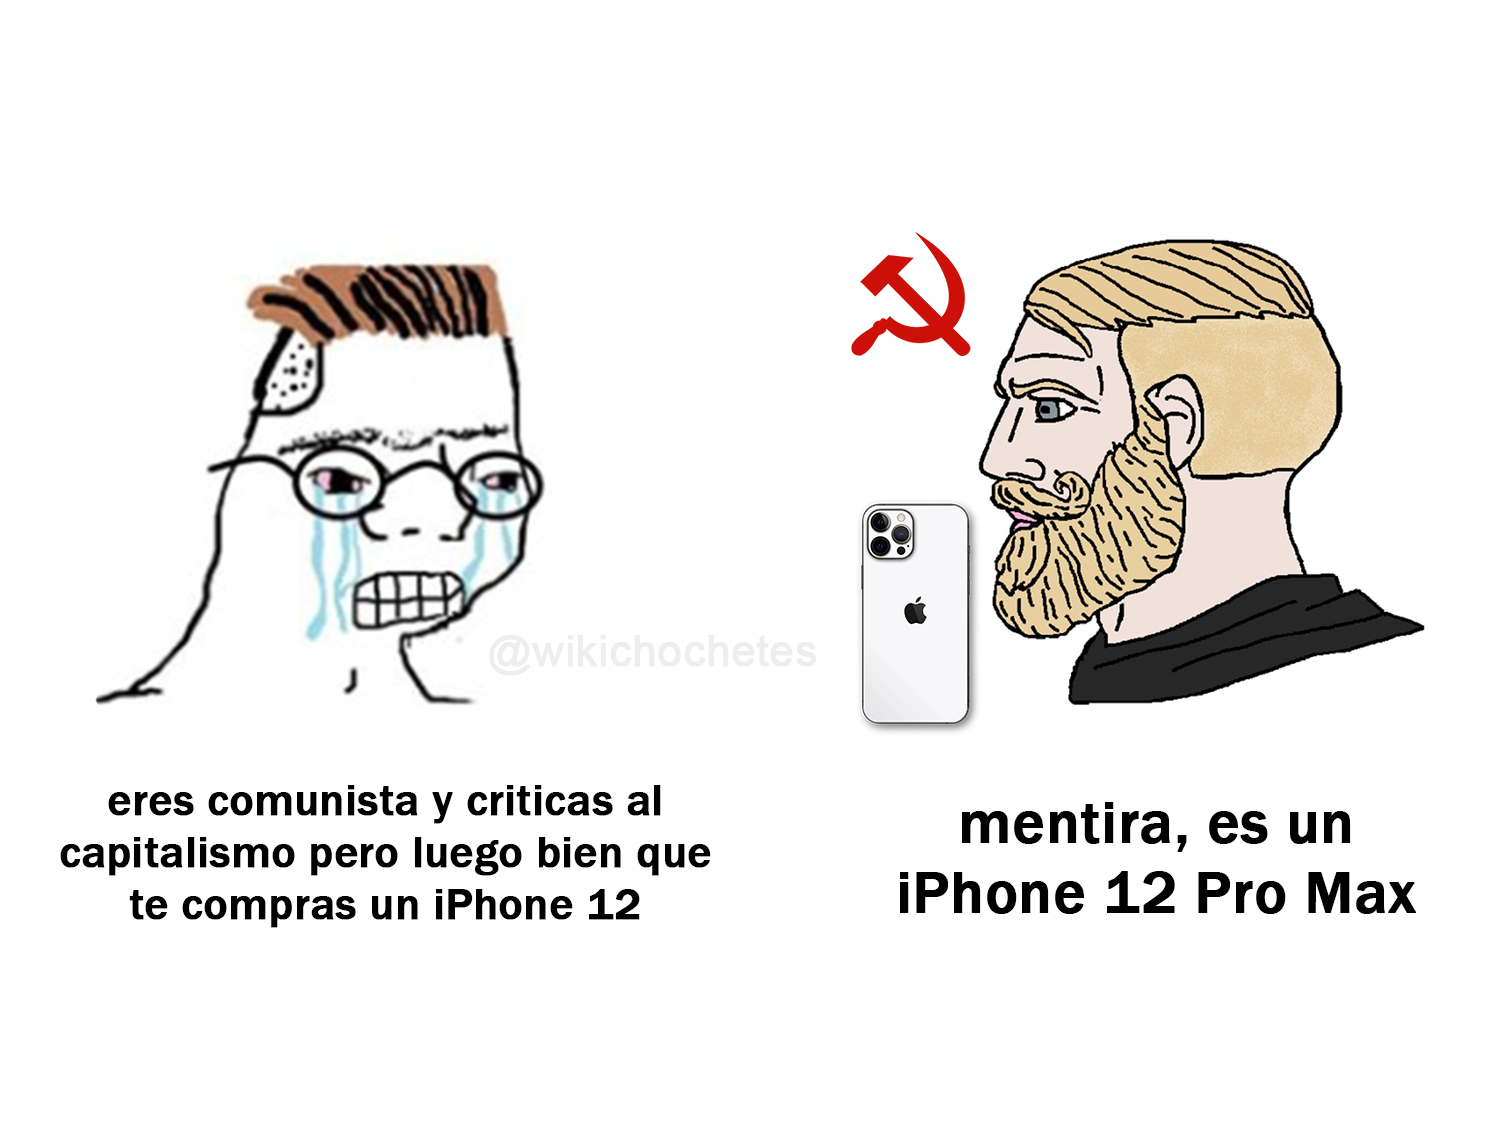 @wikichochetes
eres comunista y criticas al
capitalismo pero luego bien que
te compras un iPhone 12
mentira, es un
iPhone 12 Pro Max